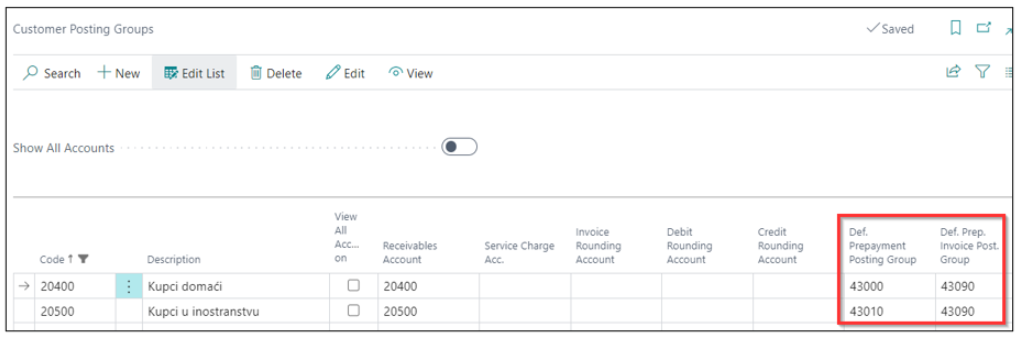 Customer Posting Groups
Saved
Search
New
Edit List
Delete
Edit
View
Show All Accounts
Code ↑
Description
View
All
Acc...
on
Receivables
Account
Service Charge
Acc.
Invoice
Rounding
Account
Debit
Rounding
Account
Credit
Rounding
Account
Def.
Prepayment
Posting Group
Def. Prep.
Invoice Post.
Group
→ 20400 Kupci domaći 20400 43000 43090
20500 Kupci u inostranstvu 20500 43010 43090